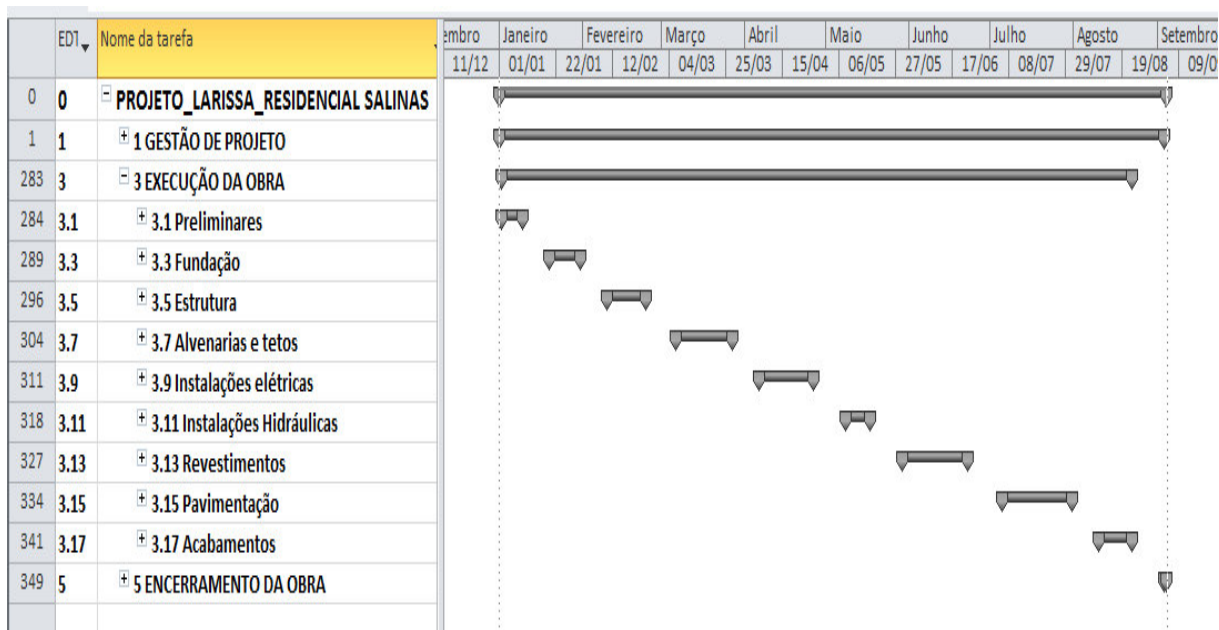 EDT Nome da tarefa embro Janeiro Fevereiro Março Abril Maio Junho Julho Agosto Setembro
11/12 01/01 22/01 12/02 04/03 25/03 15/04 06/05 27/05 17/06 08/07 29/07 19/08 09/0
0 0 PROJETO_LARISSA_RESIDENCIAL SALINAS
1 1 1 GESTÃO DE PROJETO
283 3 3 EXECUÇÃO DA OBRA
284 3.1 3.1 Preliminares
289 3.3 3.3 Fundação
296 3.5 3.5 Estrutura
304 3.7 3.7 Alvenarias e tetos
311 3.9 3.9 Instalações elétricas
318 3.11 3.11 Instalações Hidráulicas
327 3.13 3.13 Revestimentos
334 3.15 3.15 Pavimentação
341 3.17 3.17 Acabamentos
349 5 5 ENCERRAMENTO DA OBRA